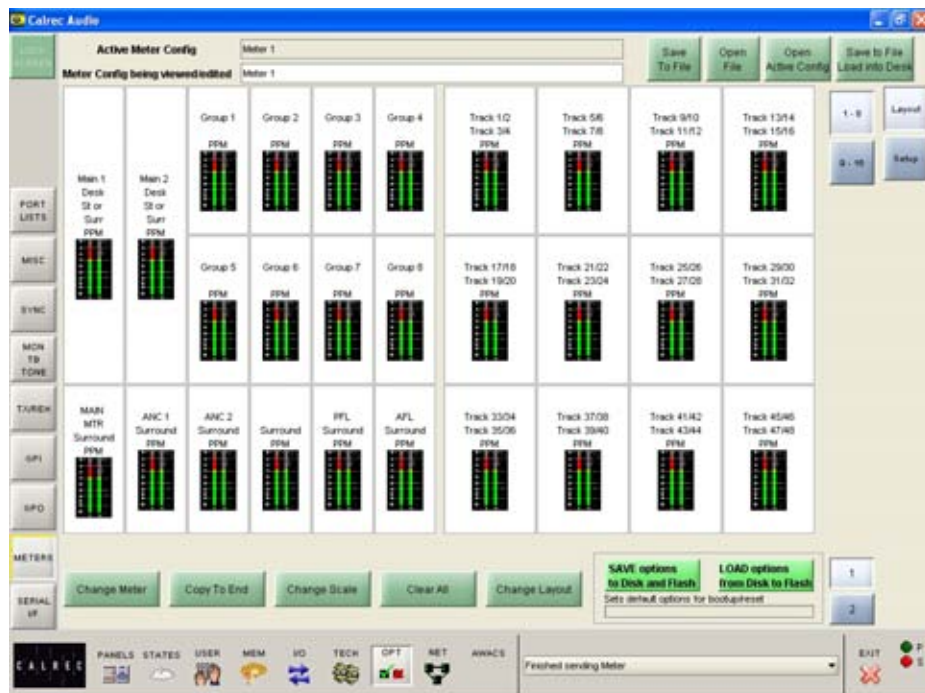 Calrec Audio
Active Meter Config
Meter 1
Meter Config being viewed/edited
Meter 1
Save To File
Open File
Open Active Config
Save to File Load into Desk
1 - 8
Layout
9 - 16
Setup
PORT LISTS
MISC
SYNC
MON TB TONE
TX/REH
GPI
GPO
METERS
SERIAL I/F
Main 1 Desk St or Surr PPM
Main 2 Desk St or Surr PPM
Group 1 PPM
Group 2 PPM
Group 3 PPM
Group 4 PPM
Track 1/2 Track 3/4 PPM
Track 5/6 Track 7/8 PPM
Track 9/10 Track 11/12 PPM
Track 13/14 Track 15/16 PPM
Group 5 PPM
Group 6 PPM
Group 7 PPM
Group 8 PPM
Track 17/18 Track 19/20 PPM
Track 21/22 Track 23/24 PPM
Track 25/26 Track 27/28 PPM
Track 29/30 Track 31/32 PPM
MAIN MTR Surround PPM
ANC 1 Surround PPM
ANC 2 Surround PPM
Surround PPM
PFL Surround PPM
AFL Surround PPM
Track 33/34 Track 35/36 PPM
Track 37/38 Track 39/40 PPM
Track 41/42 Track 43/44 PPM
Track 45/46 Track 47/48 PPM
Change Meter
Copy To End
Change Scale
Clear All
Change Layout
SAVE options to Disk and Flash
LOAD options from Disk to Flash
Sets default options for bootup/reset
1
2
CALREC
PANELS
STATES
USER
MEM
I/O
TECH
OPT
NET
AWACS
Finished sending Meter
EXIT
P
S